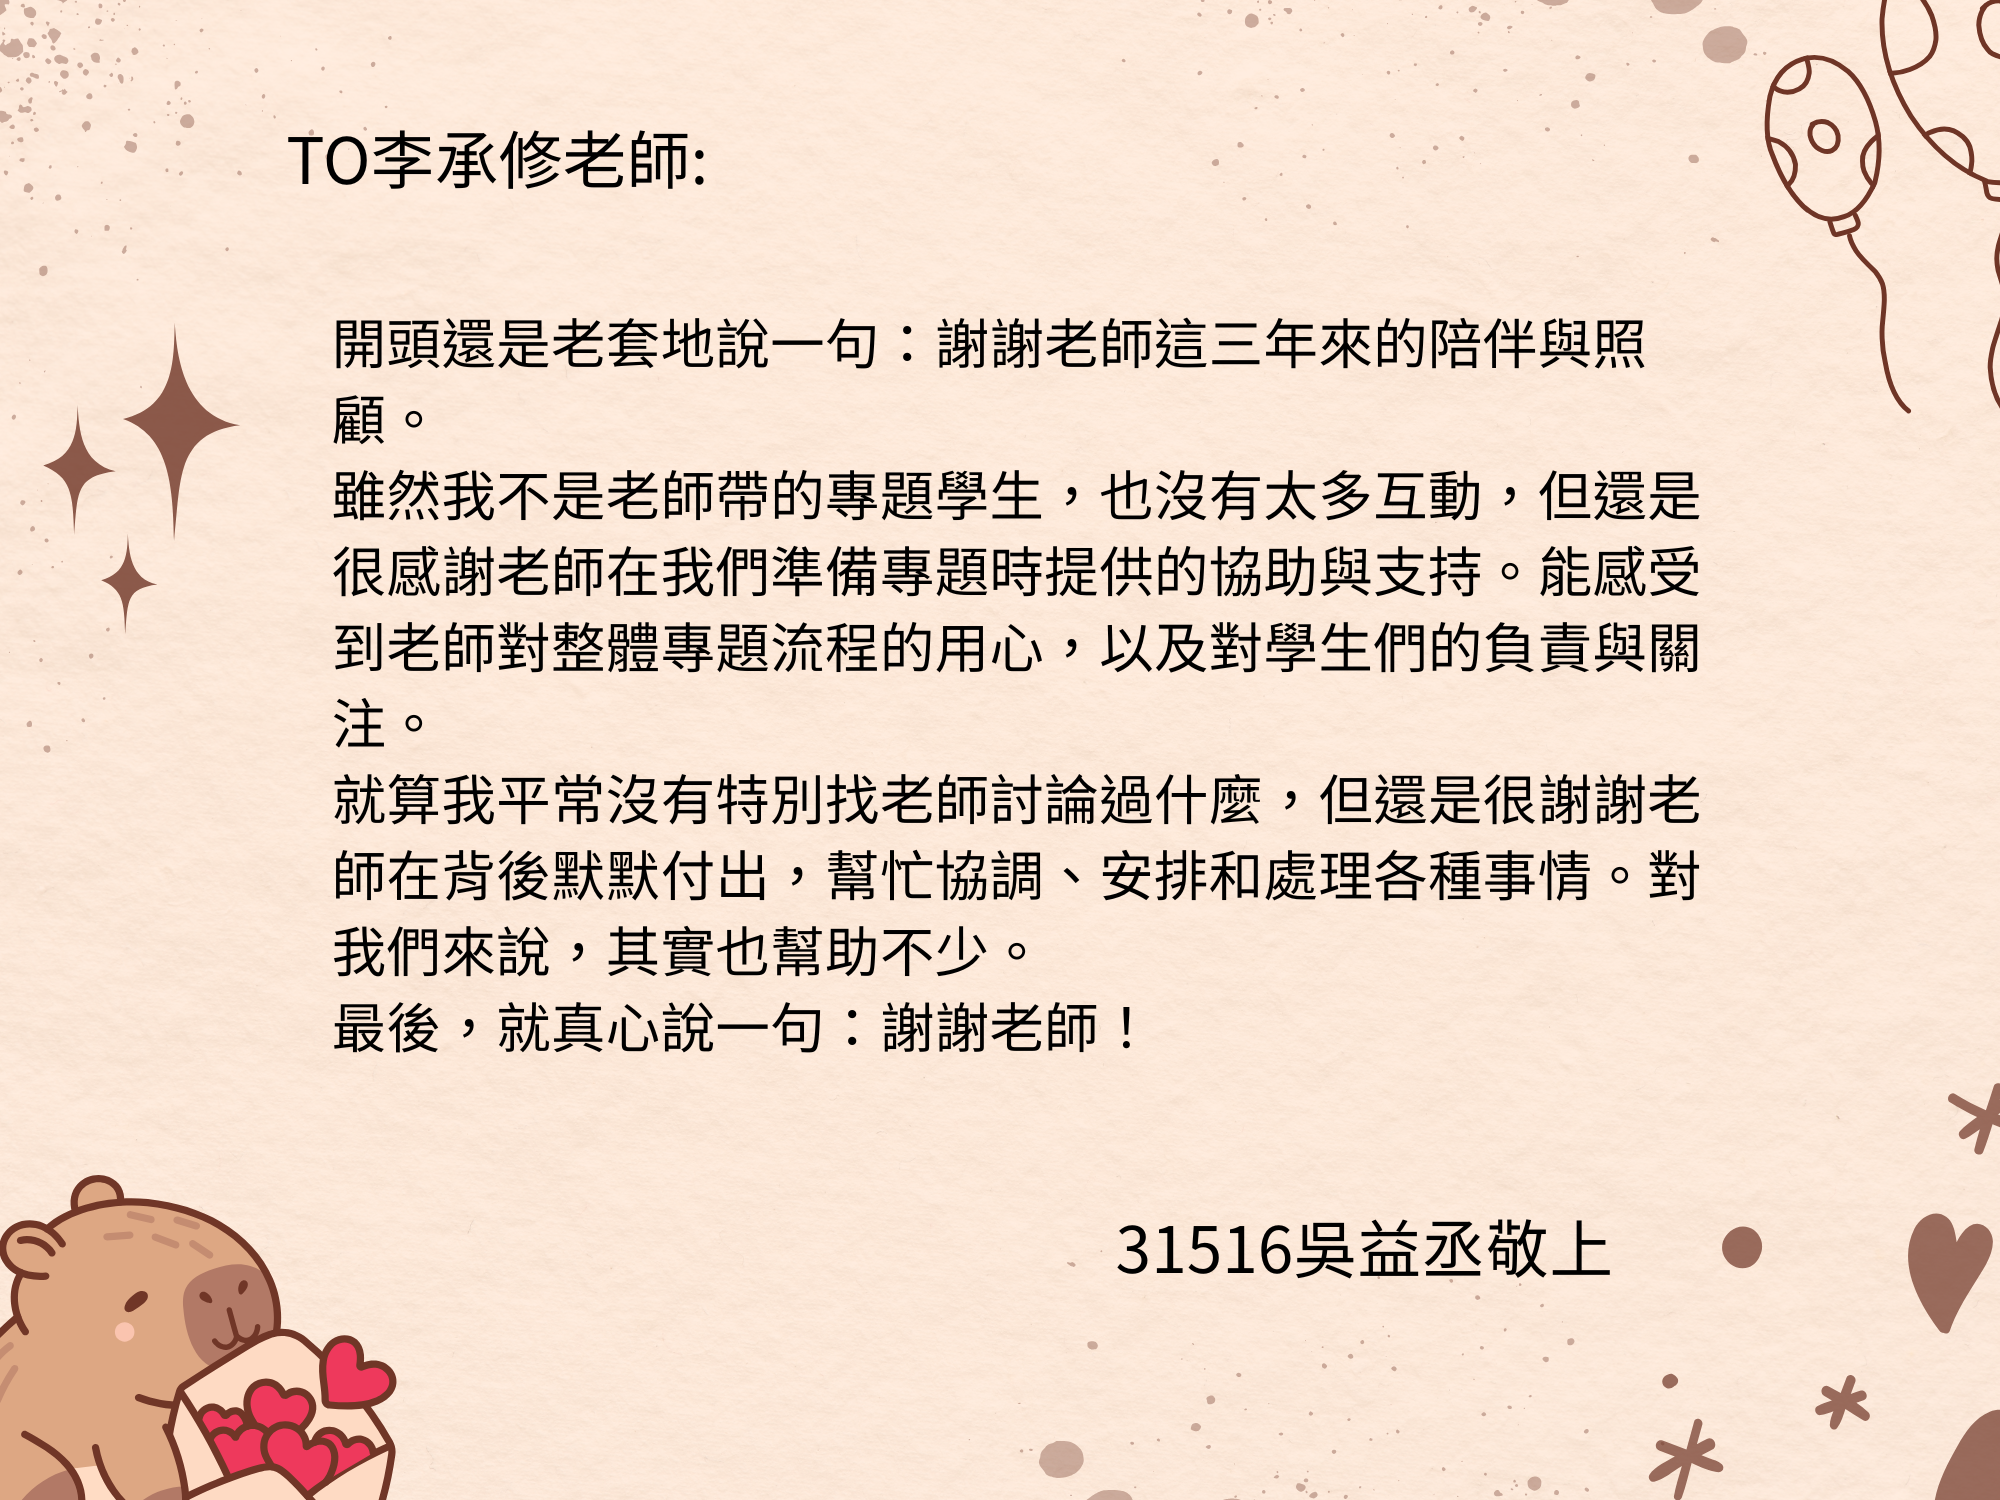 TO李承修老師:
開頭還是老套地說一句：謝謝老師這三年來的陪伴與照
顧。
雖然我不是老師帶的專題學生，也沒有太多互動，但還是
很感謝老師在我們準備專題時提供的協助與支持。能感受
到老師對整體專題流程的用心，以及對學生們的負責與關
注。
就算我平常沒有特別找老師討論過什麼，但還是很謝謝老
師在背後默默付出，幫忙協調、安排和處理各種事情。對
我們來說，其實也幫助不少。
最後，就真心說一句：謝謝老師！
31516吳益丞敬上